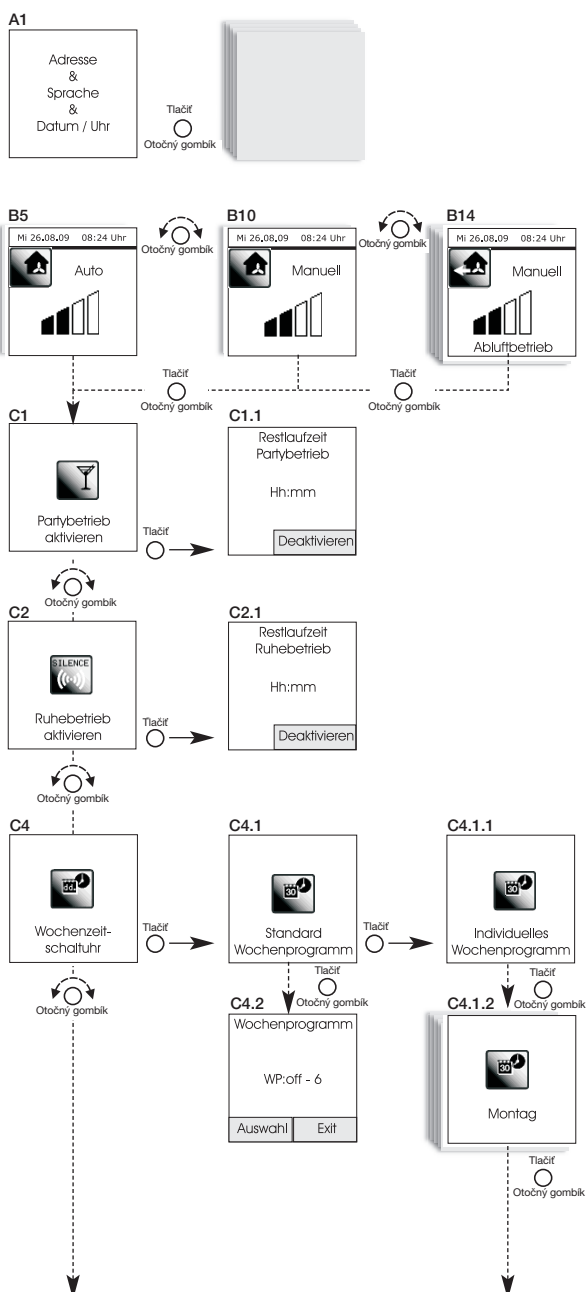 A1
Adresse
&
Sprache
&
Datum / Uhr
Tlačiť
Otočný gombík
B5
Mi 26.08.09 08:24 Uhr
Auto
Otočný gombík
B10
Mi 26.08.09 08:24 Uhr
Manuell
Otočný gombík
B14
Mi 26.08.09 08:24 Uhr
Manuell
Abluftbetrieb
Tlačiť
Otočný gombík
Tlačiť
Otočný gombík
C1
Partybetrieb
aktivieren
Tlačiť
C1.1
Restlaufzeit
Partybetrieb
Hh:mm
Deaktivieren
Otočný gombík
C2
SILENCE
Ruhebetrieb
aktivieren
Tlačiť
C2.1
Restlaufzeit
Ruhebetrieb
Hh:mm
Deaktivieren
Otočný gombík
C4
dd.
Wochenzeit-
schaltuhr
Tlačiť
C4.1
30
Standard
Wochenprogramm
Tlačiť
C4.1.1
30
Individuelles
Wochenprogramm
Otočný gombík
Tlačiť
Otočný gombík
C4.2
Wochenprogramm
WP:off - 6
Auswahl Exit
Tlačiť
Otočný gombík
C4.1.2
30
Montag
Tlačiť
Otočný gombík